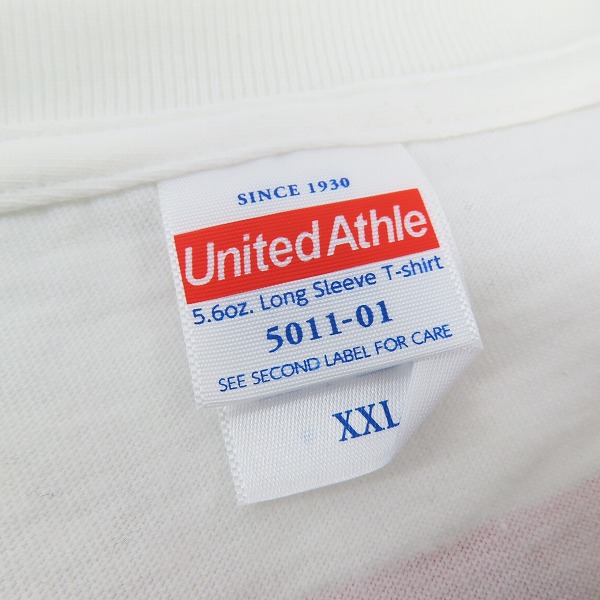 SINCE 1930
United Athle
5.6oz. Long Sleeve T-shirt
5011-01
SEE SECOND LABEL FOR CARE
XXL